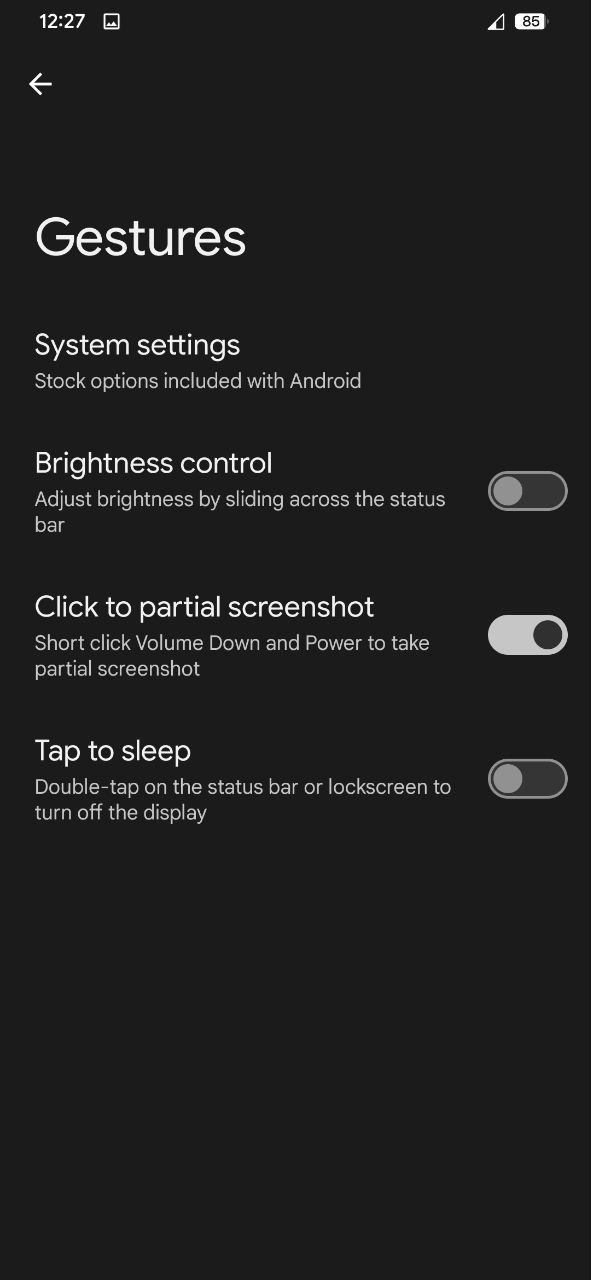 12:27
85
Gestures
System settings
Stock options included with Android
Brightness control
Adjust brightness by sliding across the status
bar
Click to partial screenshot
Short click Volume Down and Power to take
partial screenshot
Tap to sleep
Double-tap on the status bar or lockscreen to
turn off the display